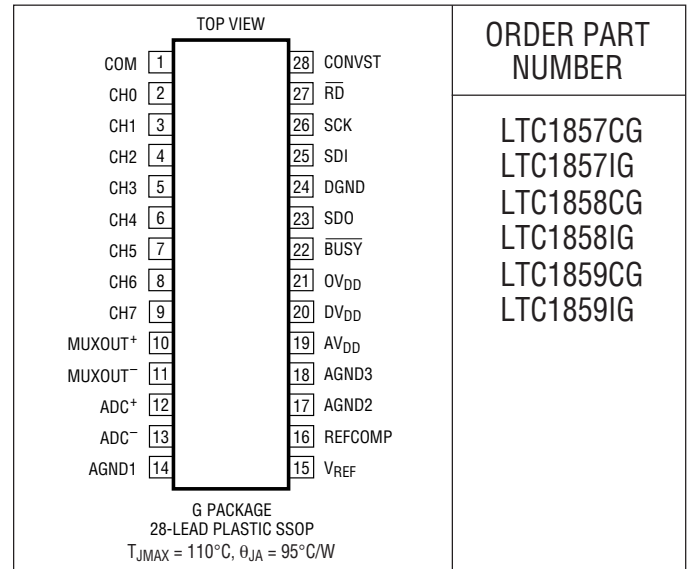 TOP VIEW
COM 1 28 CONVST
CH0 2 27 R̅D̅
CH1 3 26 SCK
CH2 4 25 SDI
CH3 5 24 DGND
CH4 6 23 SDO
CH5 7 22 B̅U̅S̅Y̅
CH6 8 21 OVDD
CH7 9 20 DVDD
MUXOUT⁺ 10 19 AVDD
MUXOUT⁻ 11 18 AGND3
ADC⁺ 12 17 AGND2
ADC⁻ 13 16 REFCOMP
AGND1 14 15 VREF
G PACKAGE
28-LEAD PLASTIC SSOP
TJMAX = 110°C, θJA = 95°C/W
ORDER PART
NUMBER
LTC1857CG
LTC1857IG
LTC1858CG
LTC1858IG
LTC1859CG
LTC1859IG